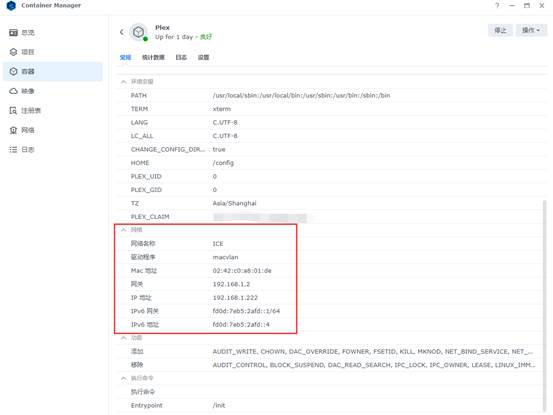 Container Manager
? – ▭ ×
总览
项目
容器
映像
注册表
网络
日志
Plex
Up for 1 day - 良好
停止
操作
常规 统计数据 日志 设置
环境变量
PATH /usr/local/sbin:/usr/local/bin:/usr/sbin:/usr/bin:/sbin:/bin
TERM xterm
LANG C.UTF-8
LC_ALL C.UTF-8
CHANGE_CONFIG_DIR... true
HOME /config
PLEX_UID 0
PLEX_GID 0
TZ Asia/Shanghai
PLEX_CLAIM
网络
网络名称 ICE
驱动程序 macvlan
Mac 地址 02:42:c0:a8:01:de
网关 192.168.1.2
IP 地址 192.168.1.222
IPv6 网关 fd0d:7eb5:2afd::1/64
IPv6 地址 fd0d:7eb5:2afd::4
功能
添加 AUDIT_WRITE, CHOWN, DAC_OVERRIDE, FOWNER, FSETID, KILL, MKNOD, NET_BIND_SERVICE, NET_...
移除 AUDIT_CONTROL, BLOCK_SUSPEND, DAC_READ_SEARCH, IPC_LOCK, IPC_OWNER, LEASE, LINUX_IMM...
执行命令
执行命令
Entrypoint /init